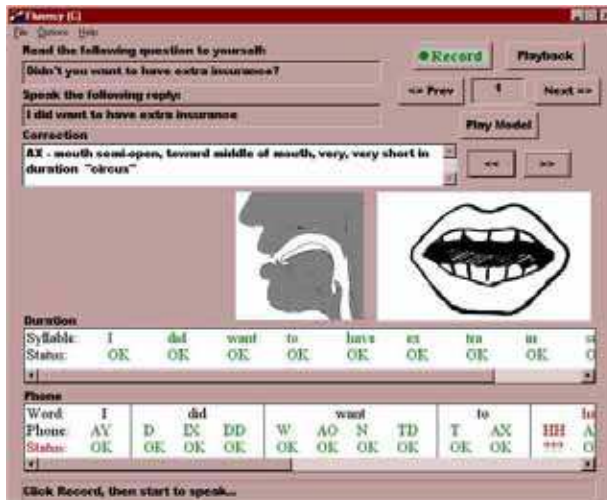 Fluency (C)
File Options Help
Read the following question to yourself:
Didn't you want to have extra insurance?
Speak the following reply:
I did want to have extra insurance
Correction
AX - mouth semi-open, toward middle of mouth, very, very short in
duration "circus"
Record Playback
<= Prev 1 Next =>
Play Model
<< >>
Duration
Syllable: I did want to have ex tra in
Status: OK OK OK OK OK OK OK OK O
Phone
Word: I did want to ha
Phone: AY D IX DD W AO N TD T AX HH A
Status: OK OK OK OK OK OK OK OK OK OK ??? O
Click Record, then start to speak...